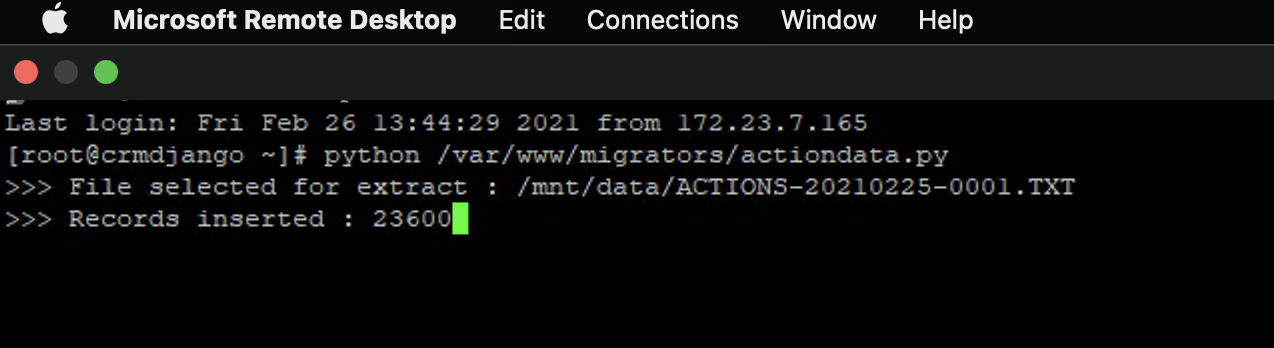 Microsoft Remote Desktop Edit Connections Window Help
Last login: Fri Feb 26 13:44:29 2021 from 172.23.7.165
[root@crmdjango ~]# python /var/www/migrators/actiondata.py
>>> File selected for extract : /mnt/data/ACTIONS-20210225-0001.TXT
>>> Records inserted : 23600